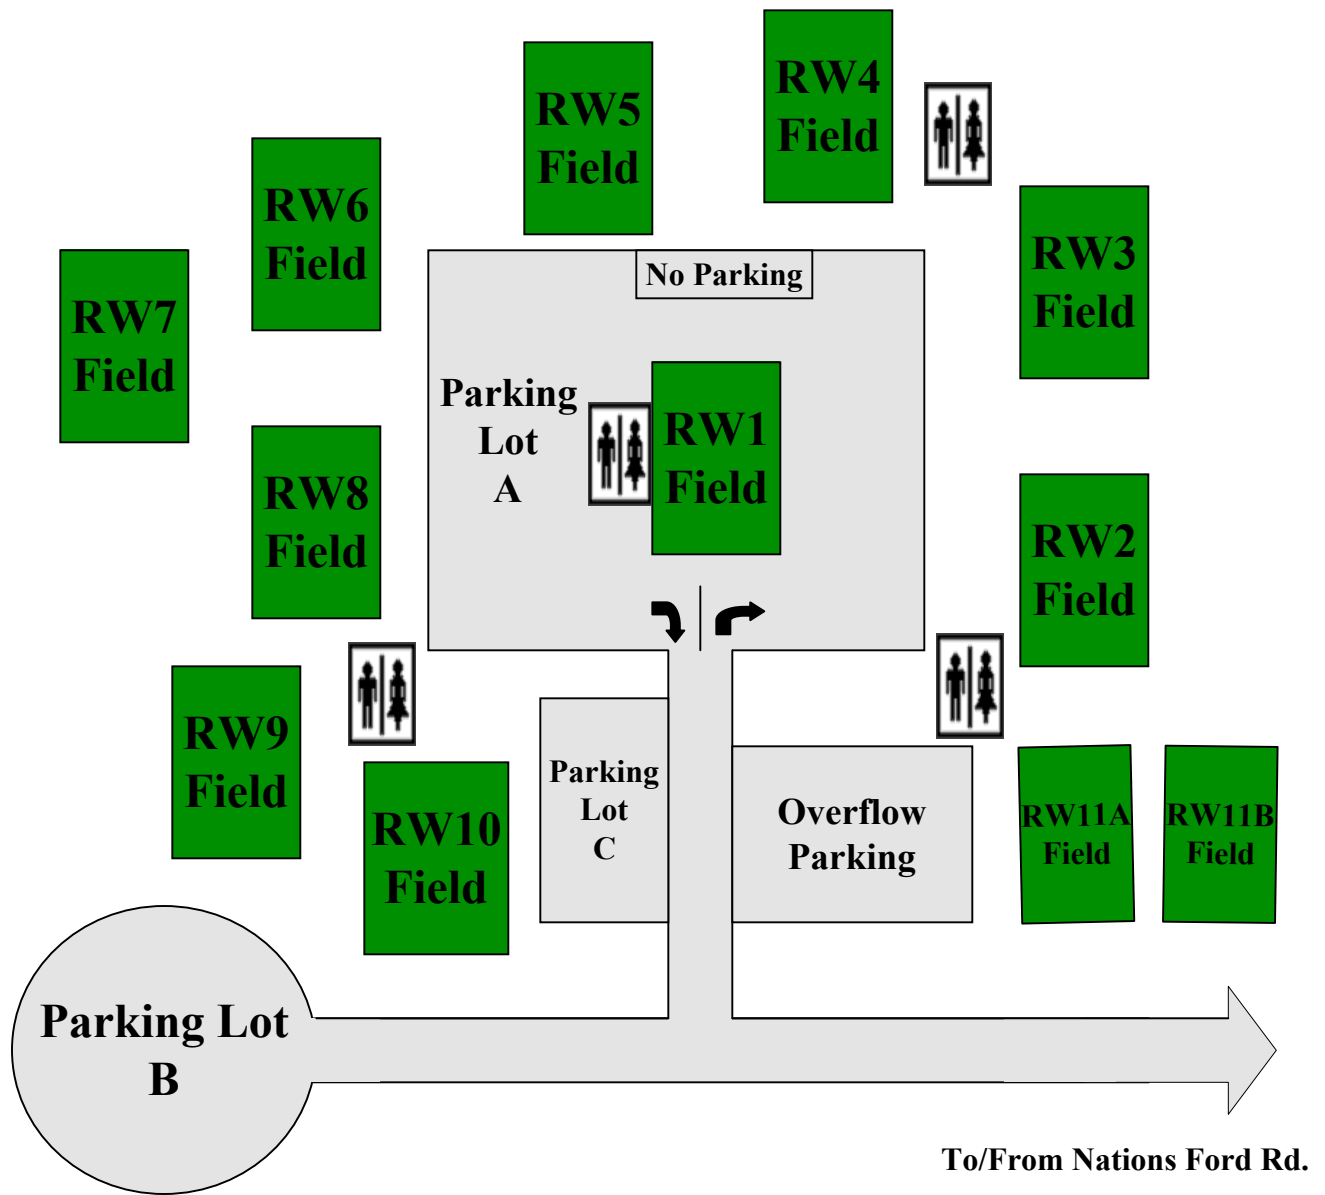 RW4
Field
RW5
Field
RW6
Field
RW3
Field
No Parking
RW7
Field
Parking
Lot
A
RW1
Field
RW8
Field
RW2
Field
RW9
Field
Parking
Lot
C
Overflow
Parking
RW11A
Field
RW11B
Field
RW10
Field
Parking Lot
B
To/From Nations Ford Rd.